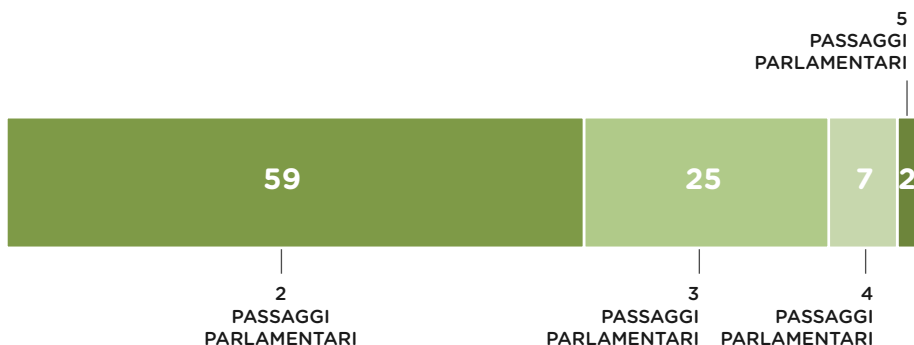 5
PASSAGGI
PARLAMENTARI
59
25
7
2
2
PASSAGGI
PARLAMENTARI
3
PASSAGGI
PARLAMENTARI
4
PASSAGGI
PARLAMENTARI